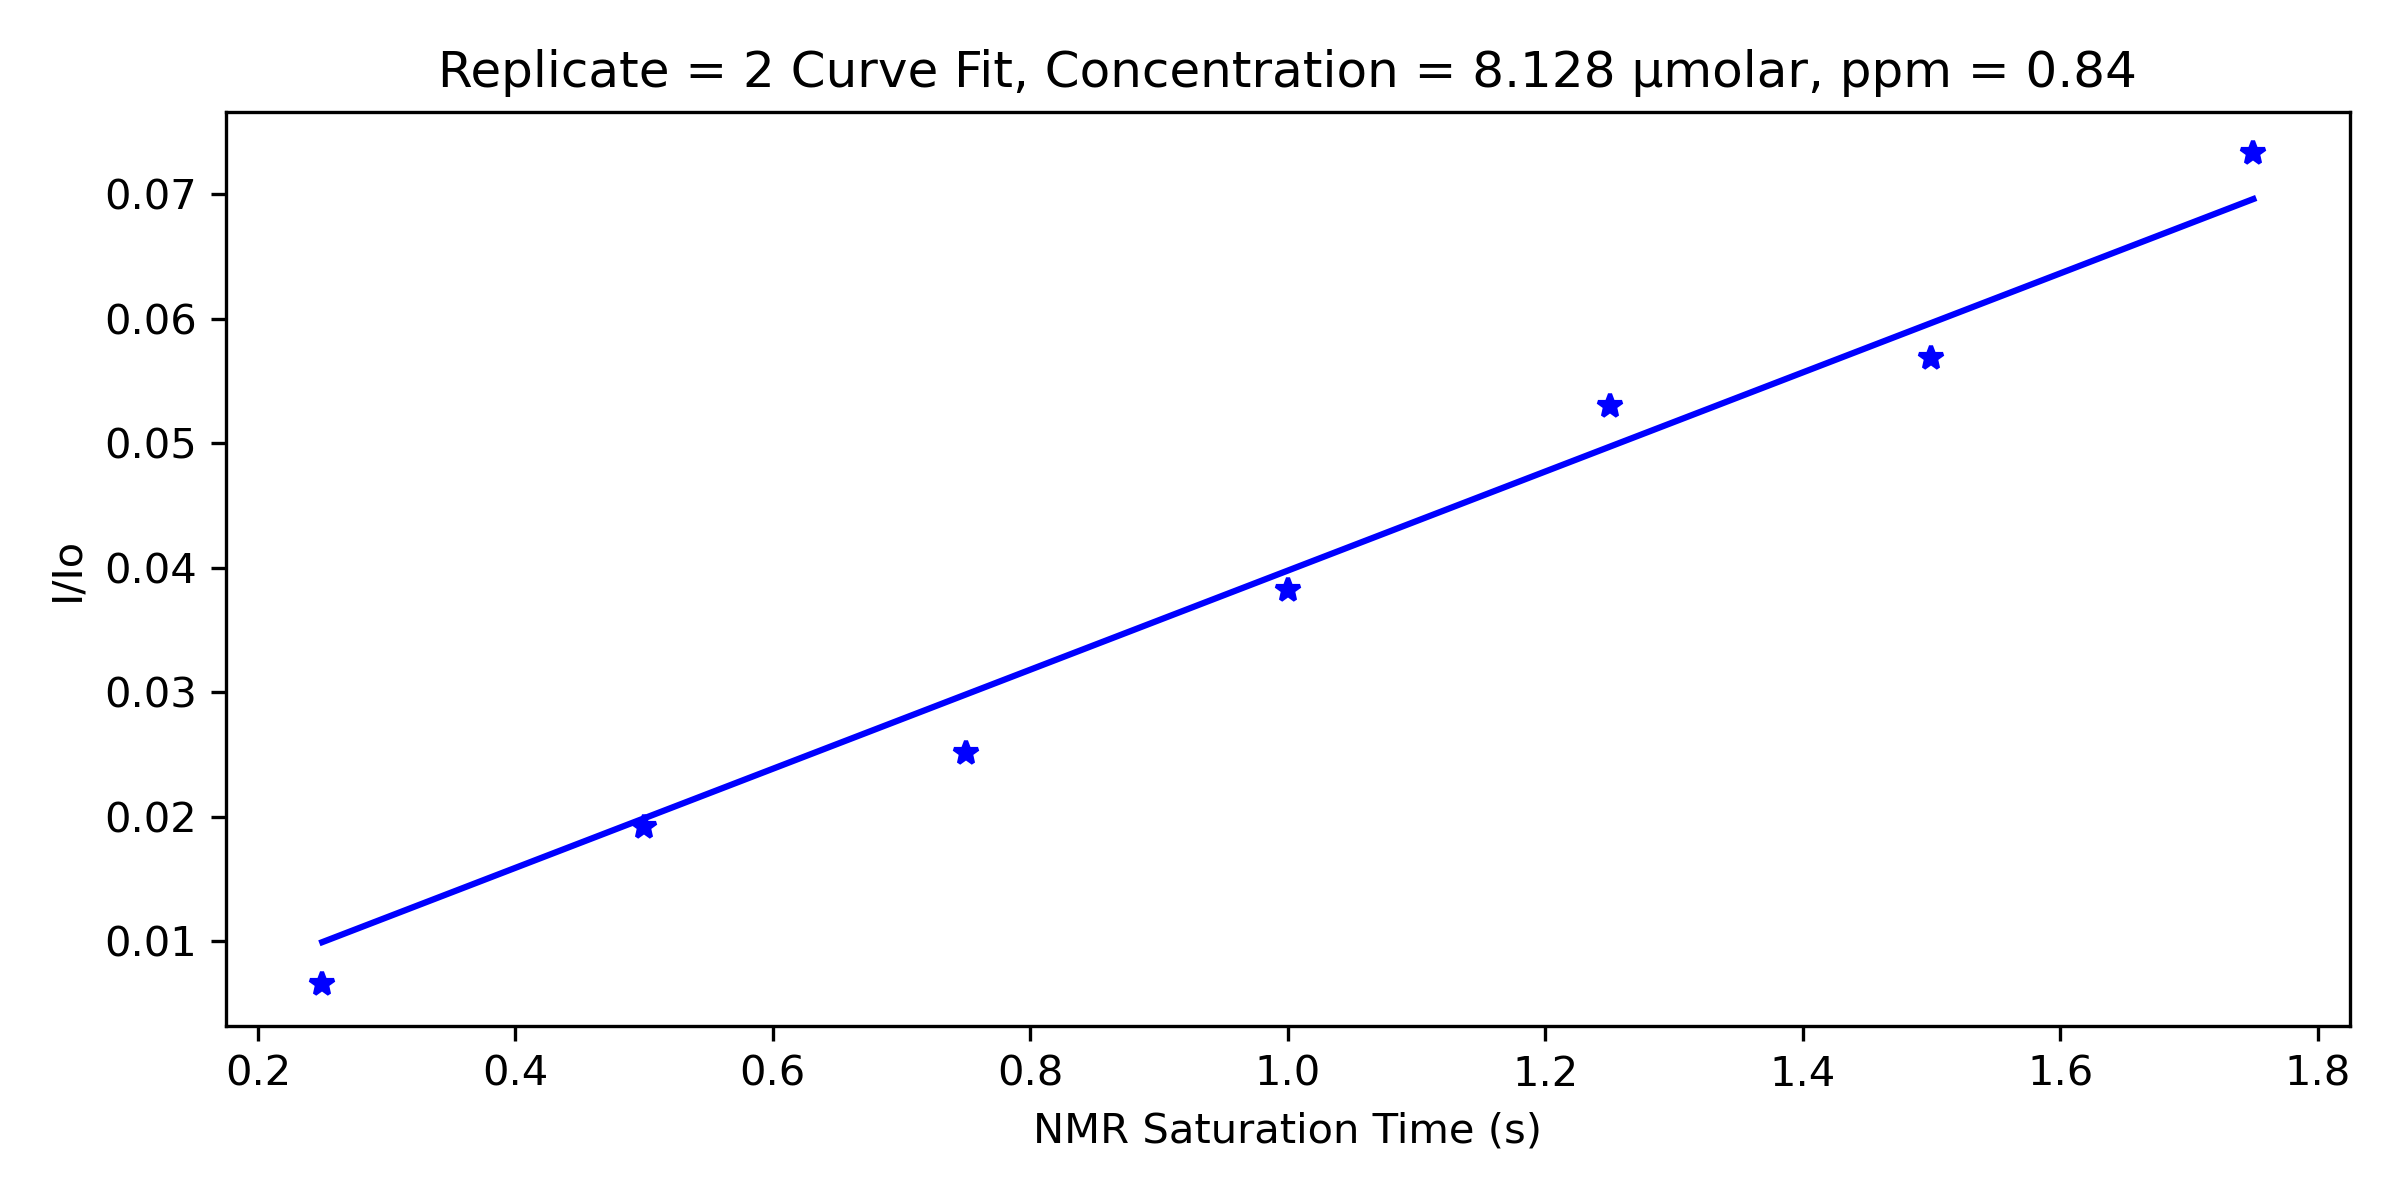 Replicate = 2 Curve Fit, Concentration = 8.128 μmolar, ppm = 0.84
0.07
0.06
0.05
0.04
0.03
0.02
0.01
I/Io
0.2 0.4 0.6 0.8 1.0 1.2 1.4 1.6 1.8
NMR Saturation Time (s)